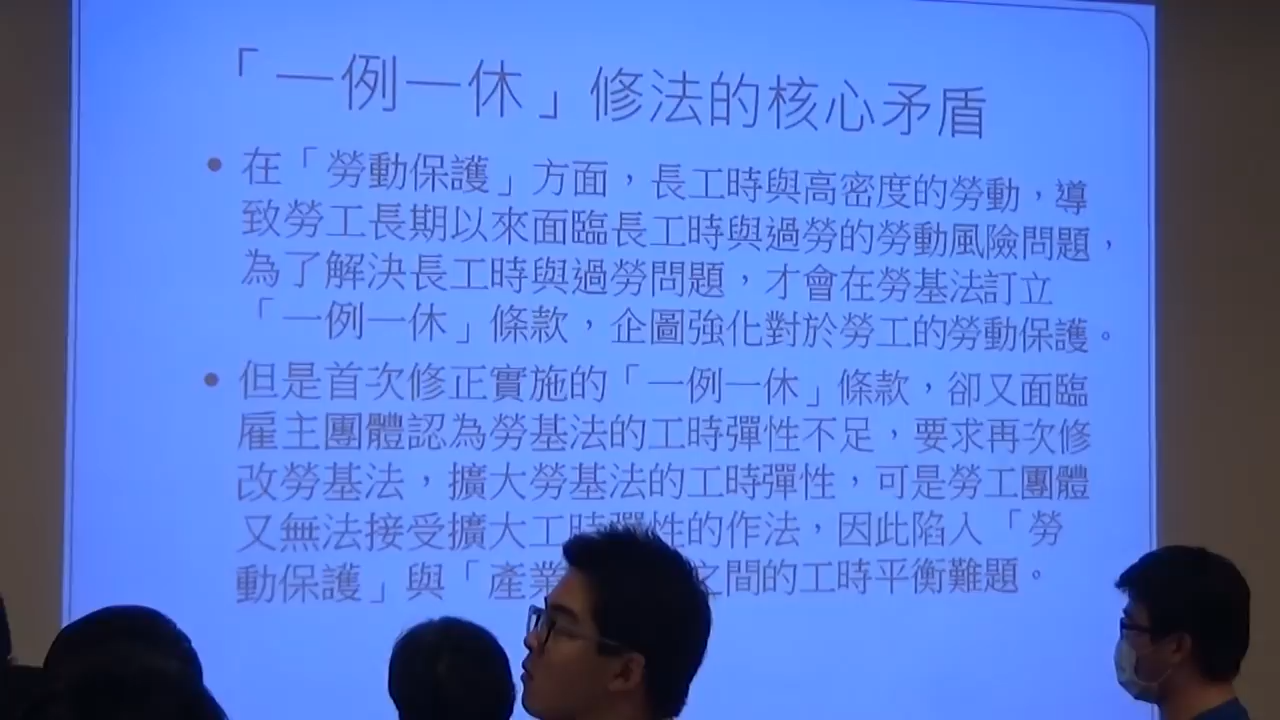 「一例一休」修法的核心矛盾
• 在「勞動保護」方面，長工時與高密度的勞動，導
致勞工長期以來面臨長工時與過勞的勞動風險問題，
為了解決長工時與過勞問題，才會在勞基法訂立
「一例一休」條款，企圖強化對於勞工的勞動保護。
• 但是首次修正實施的「一例一休」條款，卻又面臨
雇主團體認為勞基法的工時彈性不足，要求再次修
改勞基法，擴大勞基法的工時彈性，可是勞工團體
又無法接受擴大工時彈性的作法，因此陷入「勞
動保護」與「產業之間的工時平衡難題。